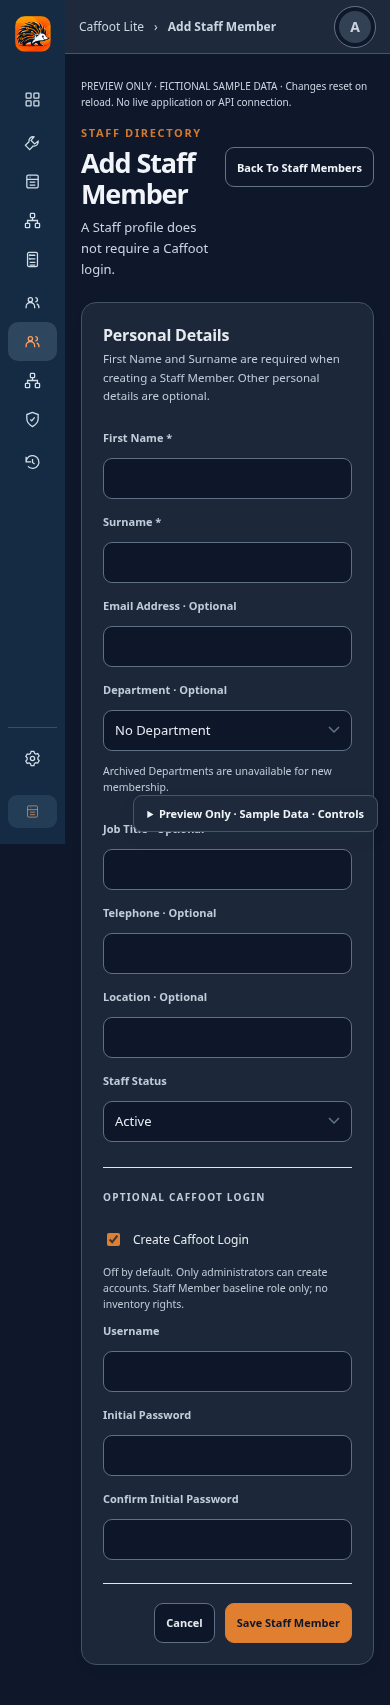 Caffoot Lite › Add Staff Member
A
PREVIEW ONLY · FICTIONAL SAMPLE DATA · Changes reset on
reload. No live application or API connection.
STAFF DIRECTORY
Add Staff
Member
Back To Staff Members
A Staff profile does
not require a Caffoot
login.
Personal Details
First Name and Surname are required when
creating a Staff Member. Other personal
details are optional.
First Name *
Surname *
Email Address · Optional
Department · Optional
No Department
Archived Departments are unavailable for new
membership.
Preview Only · Sample Data · Controls
Job Title · Optional
Telephone · Optional
Location · Optional
Staff Status
Active
OPTIONAL CAFFOOT LOGIN
Create Caffoot Login
Off by default. Only administrators can create
accounts. Staff Member baseline role only; no
inventory rights.
Username
Initial Password
Confirm Initial Password
Cancel
Save Staff Member